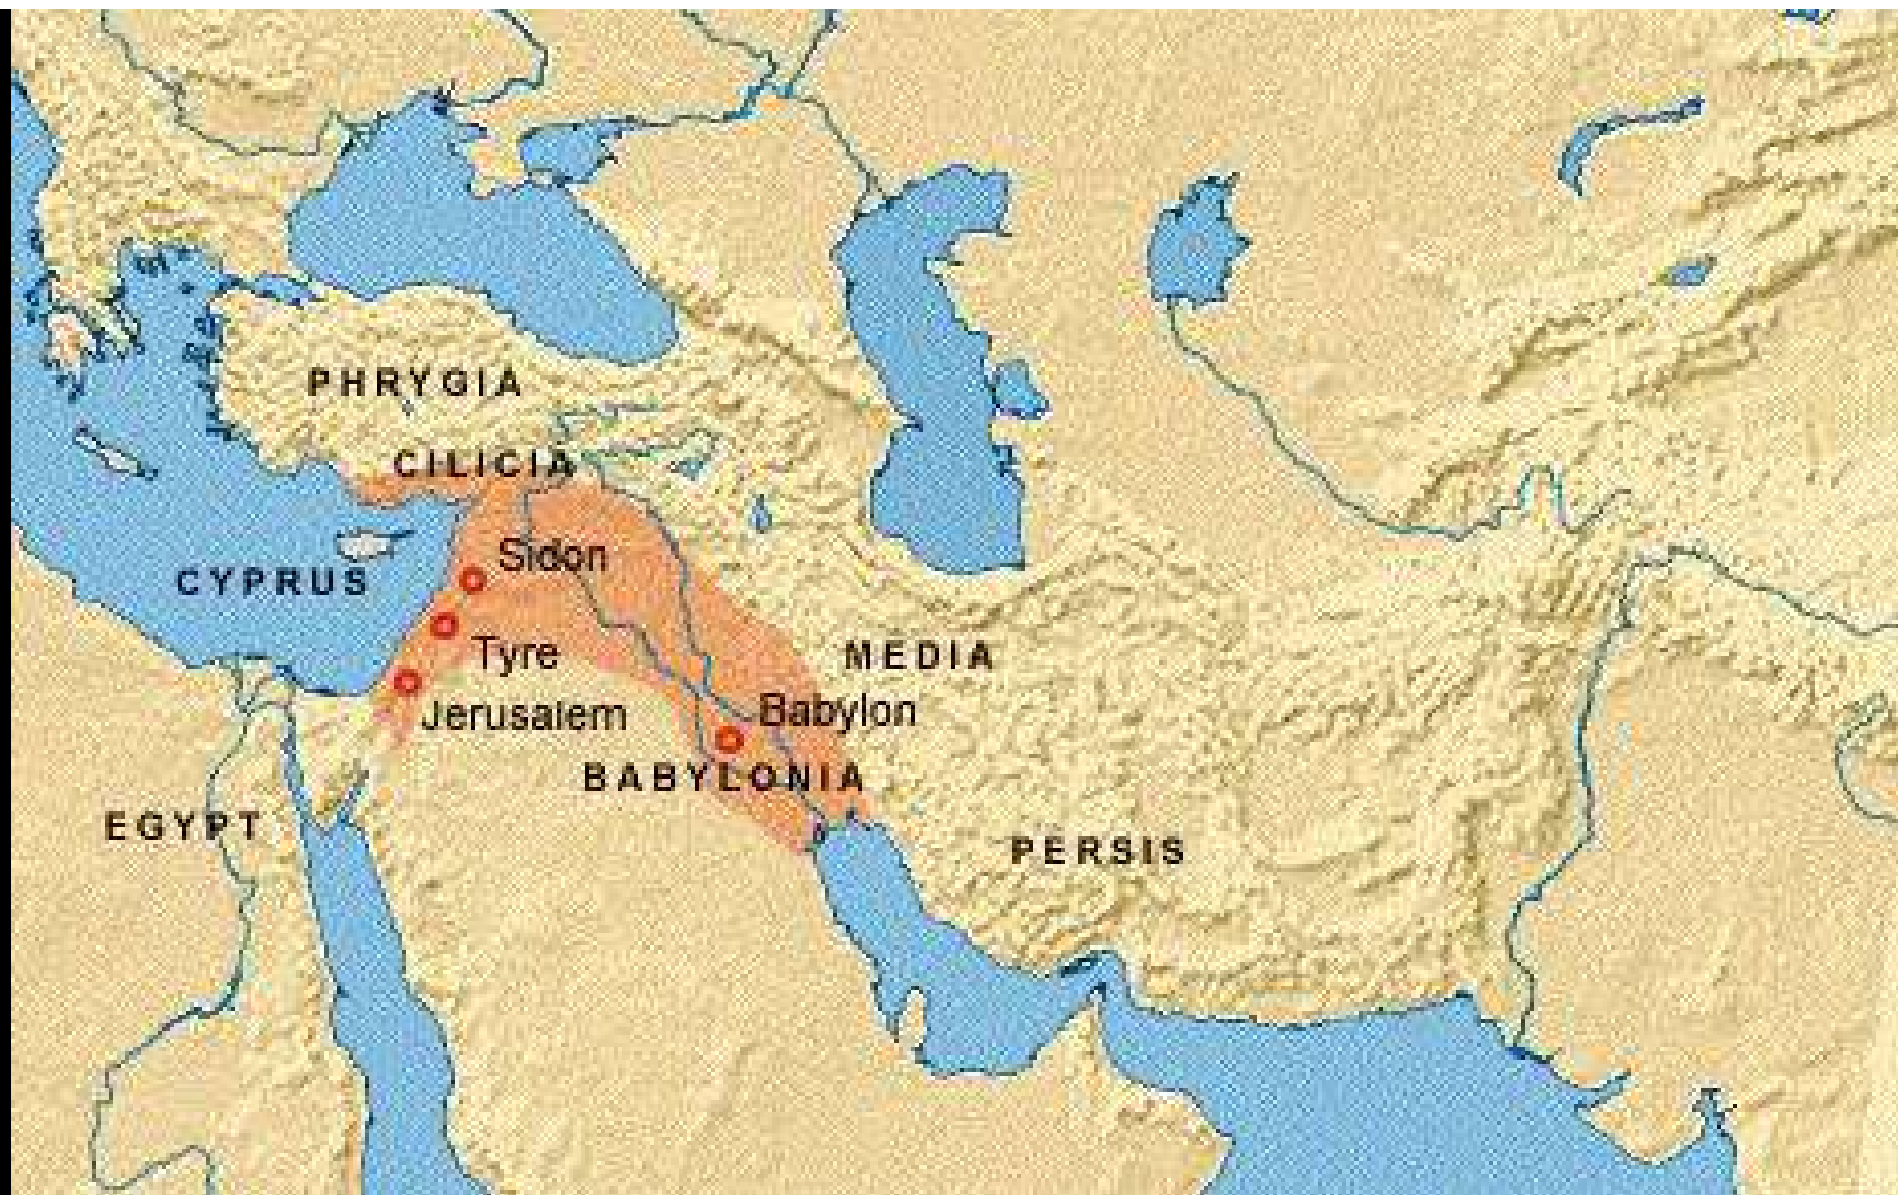 PHRYGIA
CILICIA
Sidon
CYPRUS
Tyre
MEDIA
Jerusalem
Babylon
BABYLONIA
EGYPT
PERSIS